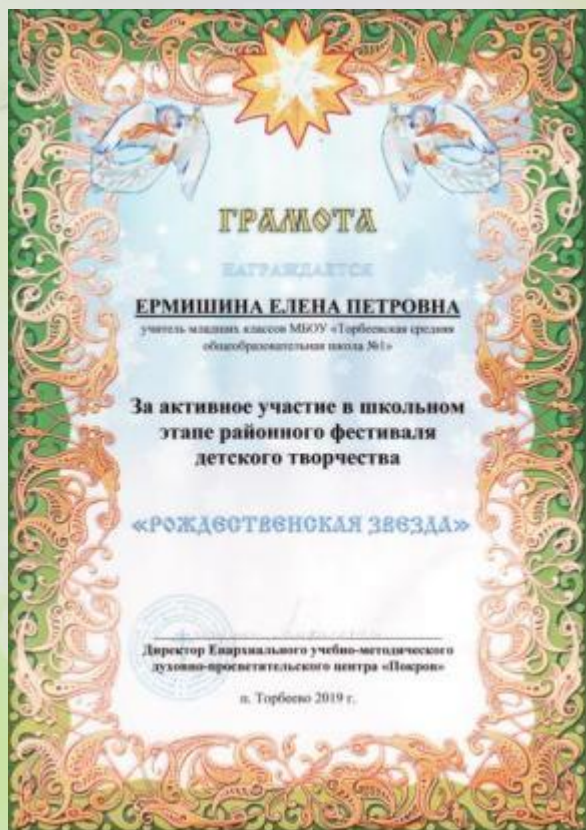 ГРАМОТА
НАГРАЖДАЕТСЯ
ЕРМИШИНА ЕЛЕНА ПЕТРОВНА
учитель младших классов МБОУ «Торбеевская средняя
общеобразовательная школа №1»
За активное участие в школьном
этапе районного фестиваля
детского творчества
«РОЖДЕСТВЕНСКАЯ ЗВЕЗДА»
Директор Епархиального учебно-методического
духовно-просветительского центра «Покров»
п. Торбеево 2019 г.